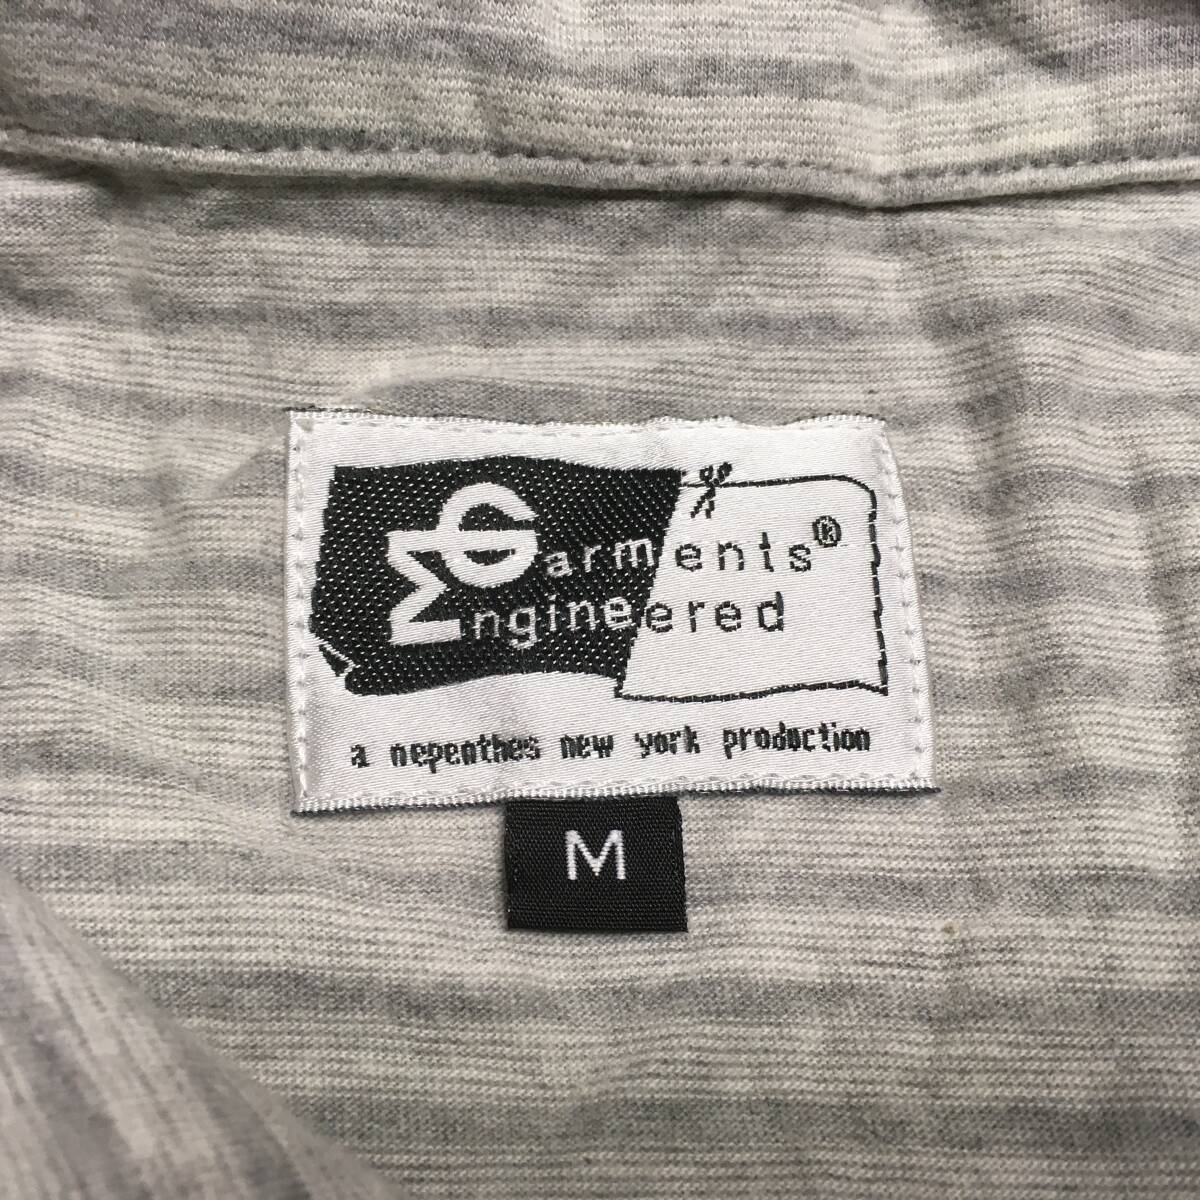 Garments®
Engineered
a nepenthes new york production
M